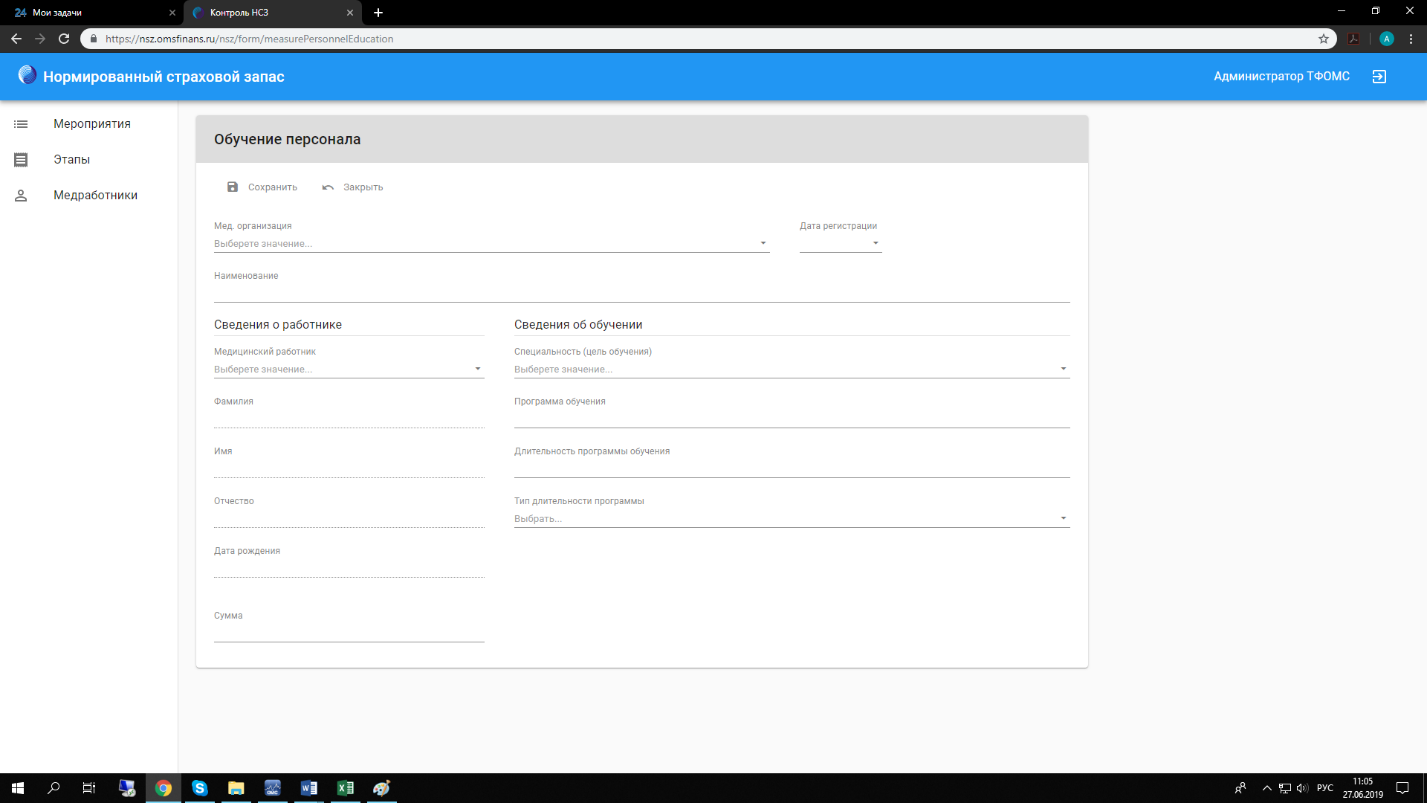 Мои задачи
Контроль НСЗ
https://nsz.omsfinans.ru/nsz/form/measurePersonnelEducation
Нормированный страховой запас
Администратор ТФОМС
Мероприятия
Этапы
Медработники
Обучение персонала
Сохранить Закрыть
Мед. организация Дата регистрации
Выберете значение...
Наименование
Сведения о работнике Сведения об обучении
Медицинский работник Специальность (цель обучения)
Выберете значение... Выберете значение...
Фамилия Программа обучения
Имя Длительность программы обучения
Отчество Тип длительности программы
Выбрать...
Дата рождения
Сумма
РУС
11:05
27.06.2019